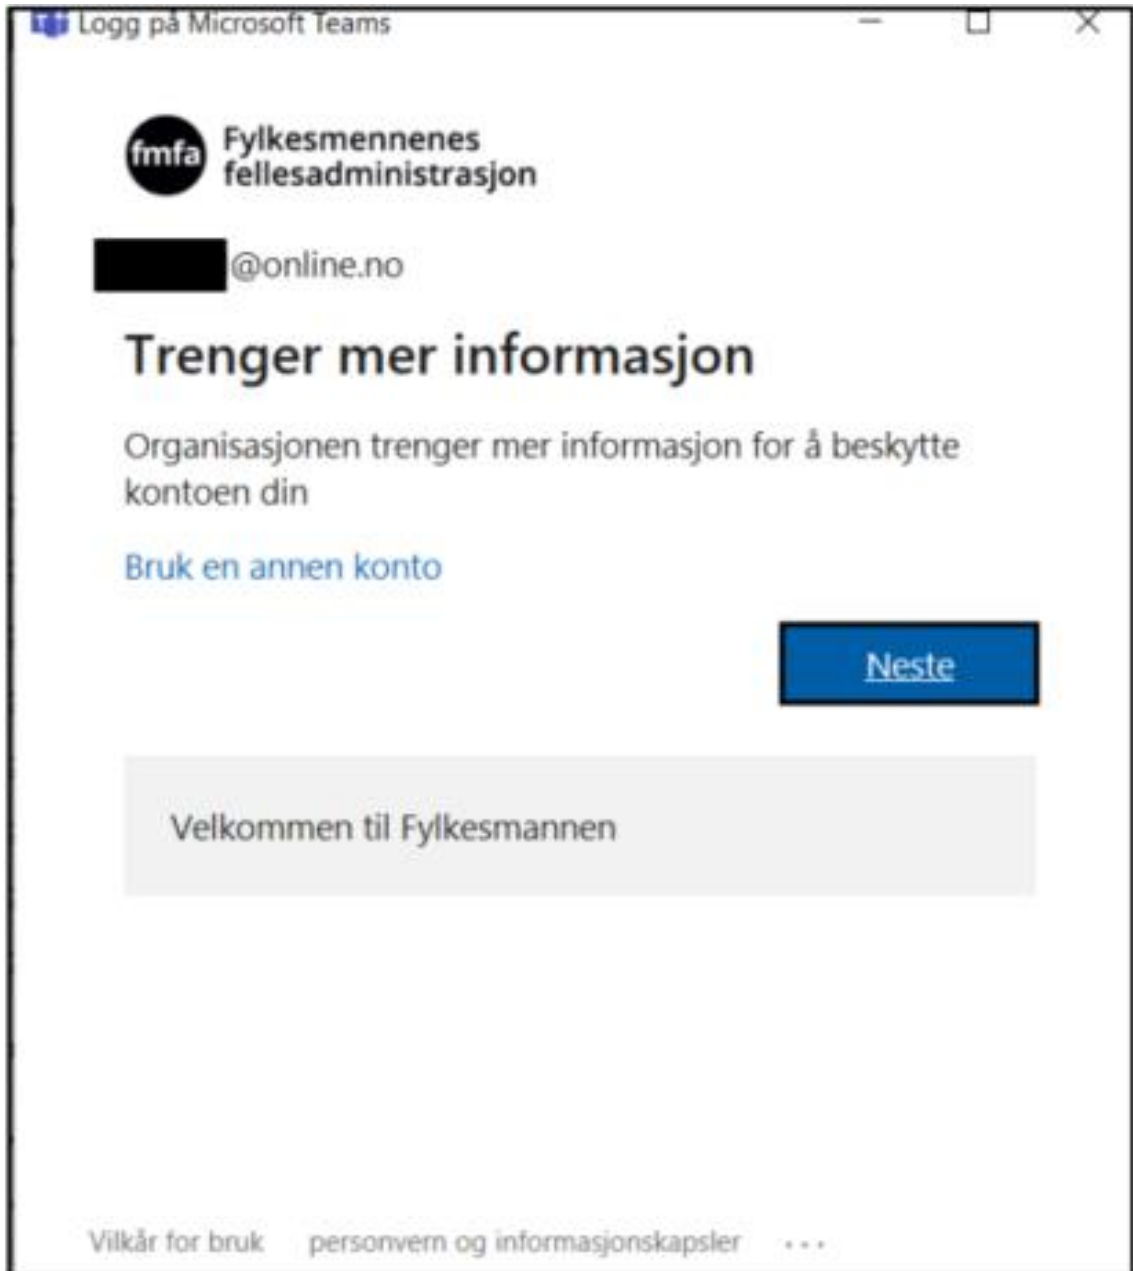 Logg på Microsoft Teams
fmfa
Fylkesmennenes
fellesadministrasjon
@online.no
Trenger mer informasjon
Organisasjonen trenger mer informasjon for å beskytte
kontoen din
Bruk en annen konto
Neste
Velkommen til Fylkesmannen
Vilkår for bruk personvern og informasjonskapsler ...